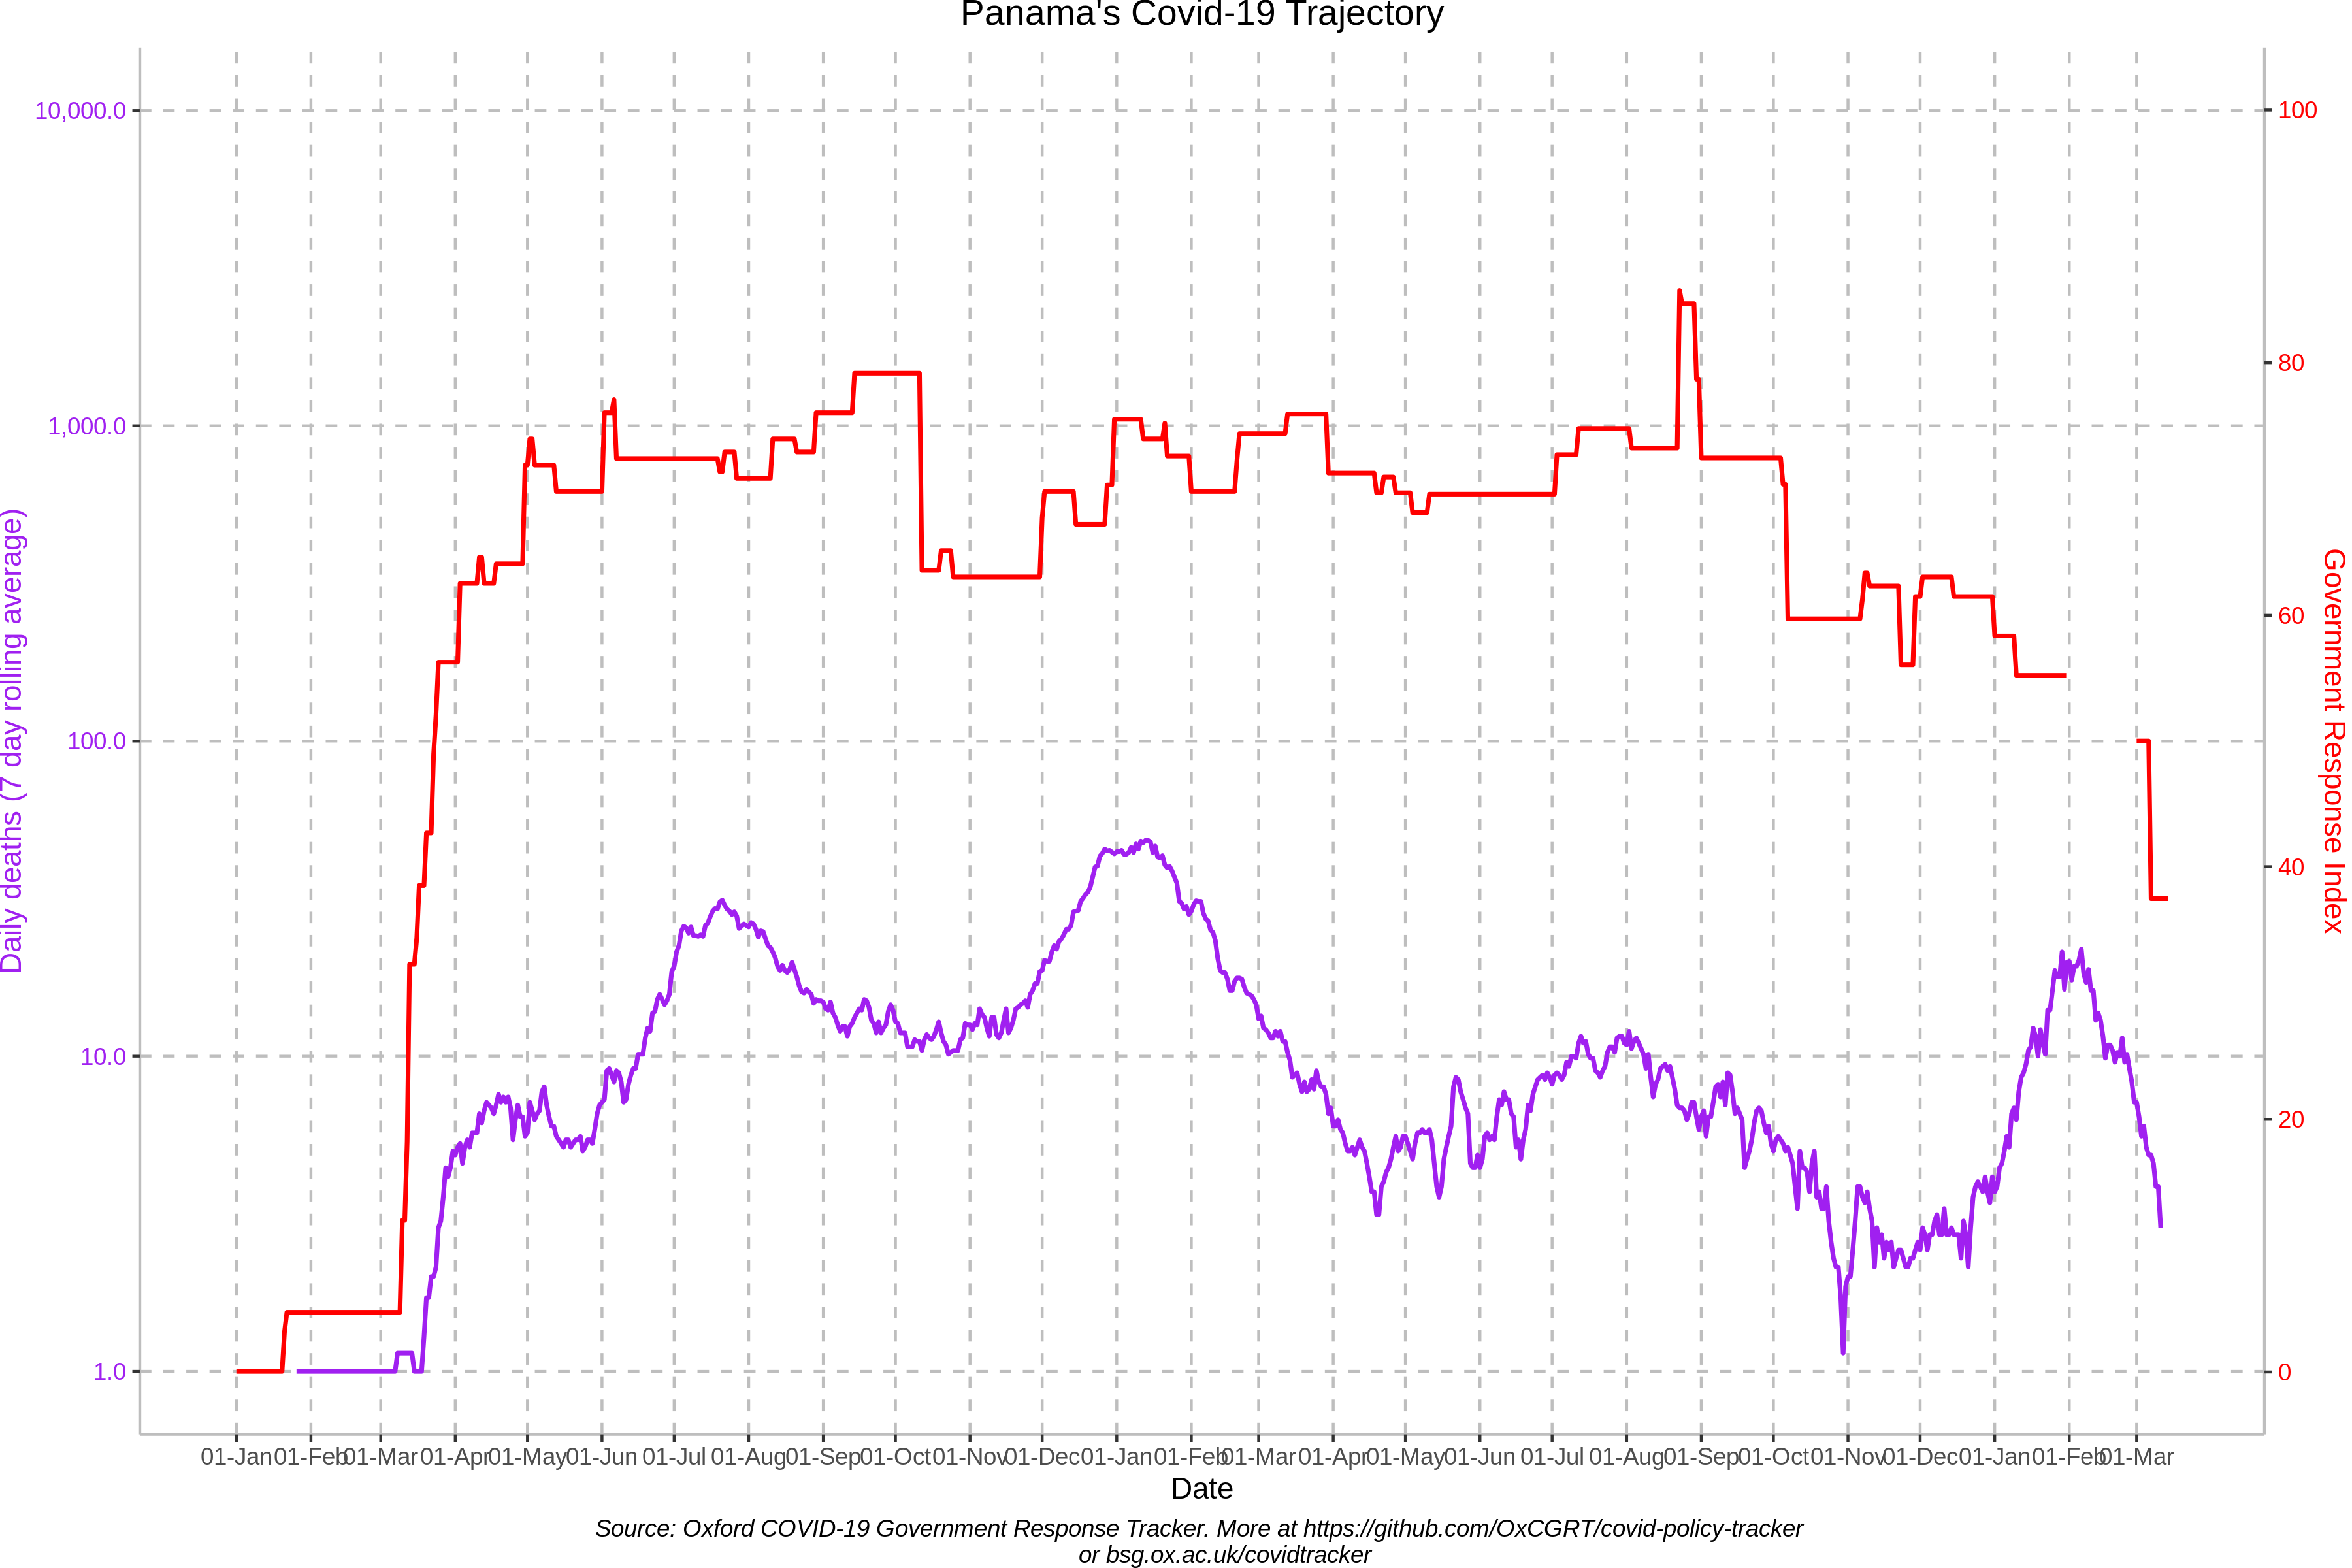 Panama's Covid-19 Trajectory
10,000.0
1,000.0
100.0
10.0
1.0
Daily deaths (7 day rolling average)
100
80
60
40
20
0
Government Response Index
01-Jan 01-Feb 01-Mar 01-Apr 01-May 01-Jun 01-Jul 01-Aug 01-Sep 01-Oct 01-Nov 01-Dec 01-Jan 01-Feb 01-Mar 01-Apr 01-May 01-Jun 01-Jul 01-Aug 01-Sep 01-Oct 01-Nov 01-Dec 01-Jan 01-Feb 01-Mar
Date
Source: Oxford COVID-19 Government Response Tracker. More at https://github.com/OxCGRT/covid-policy-tracker
or bsg.ox.ac.uk/covidtracker